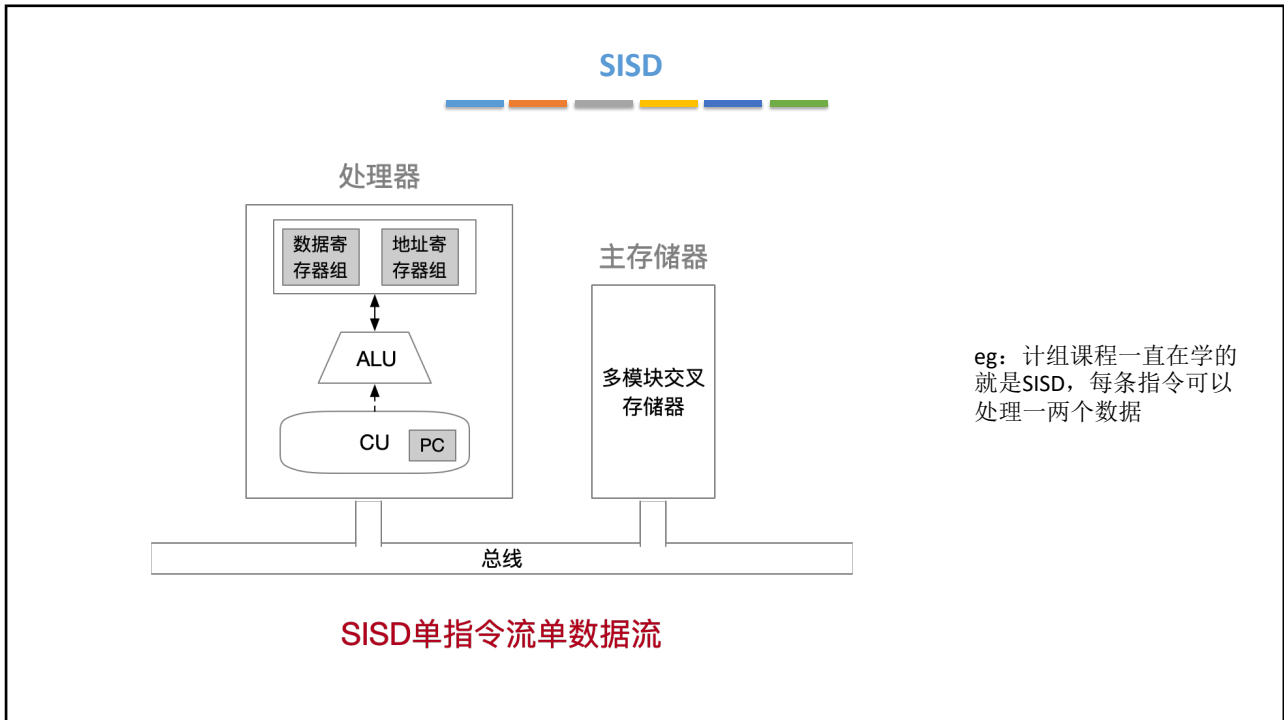 SISD
处理器
数据寄
存器组
地址寄
存器组
ALU
CU
PC
主存储器
多模块交叉
存储器
总线
SISD单指令流单数据流
eg：计组课程一直在学的
就是SISD，每条指令可以
处理一两个数据